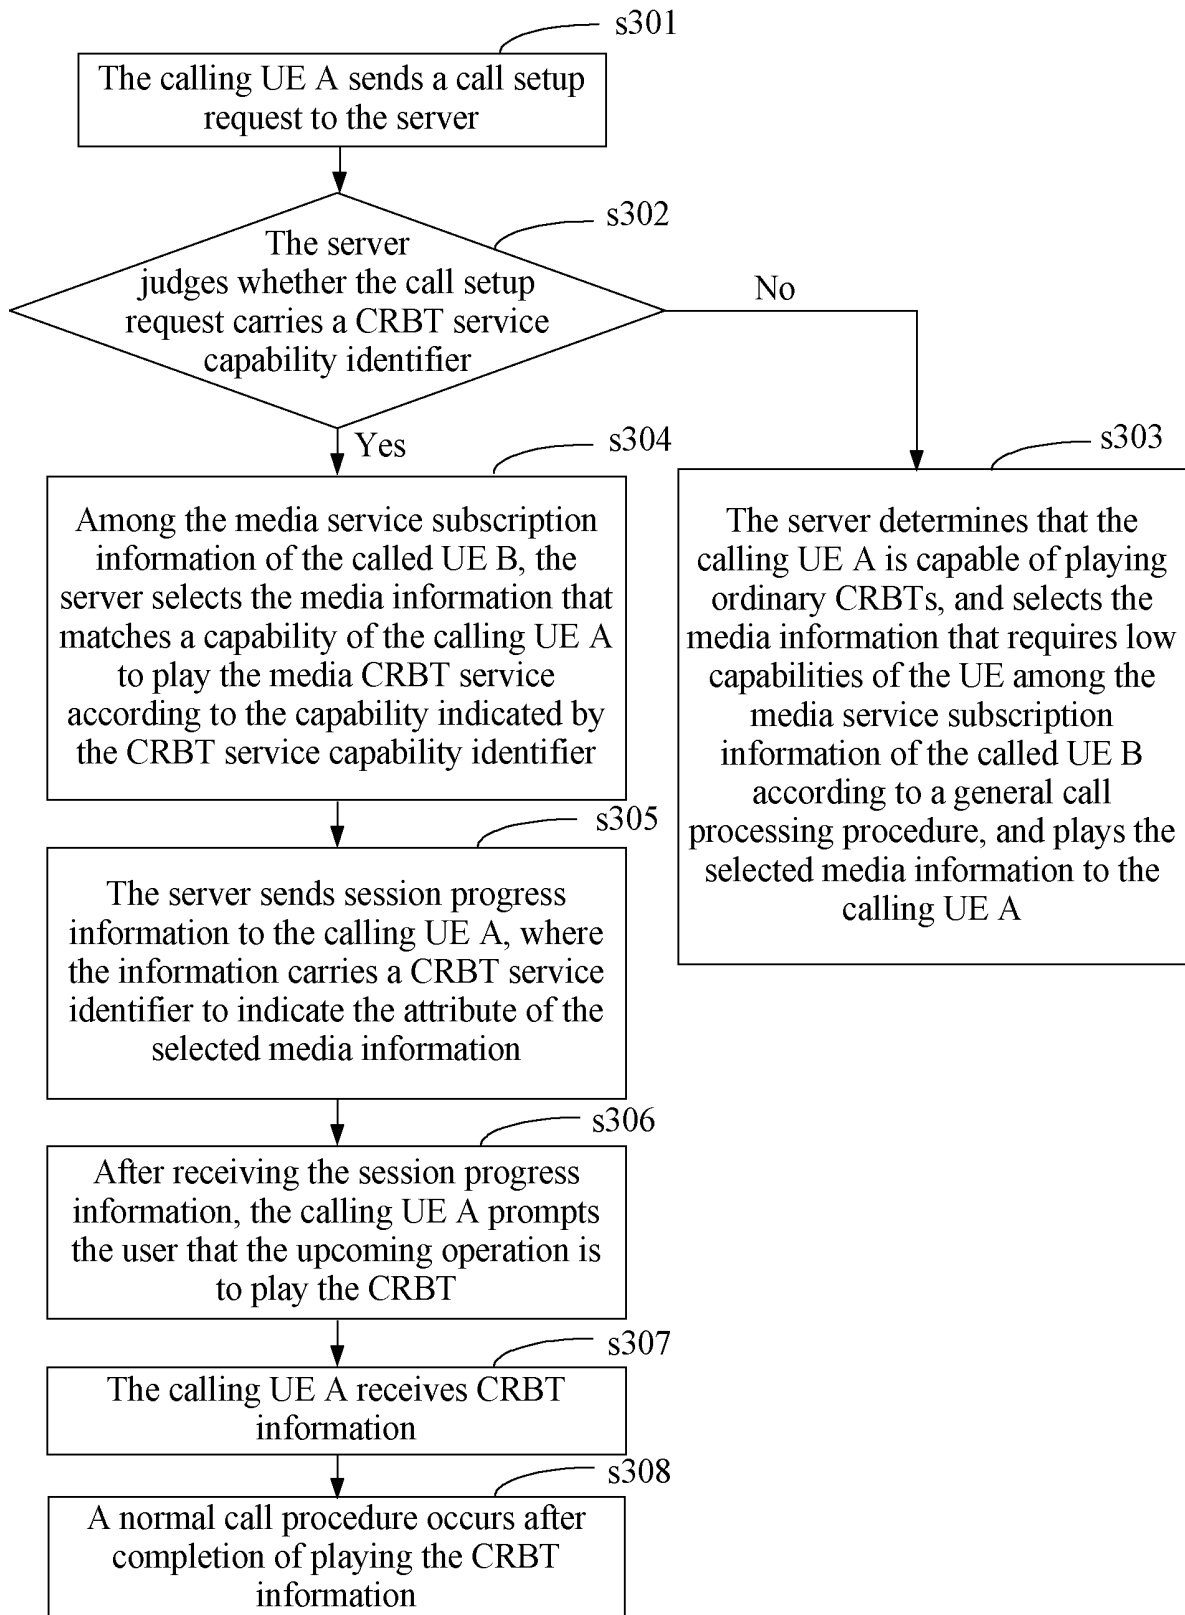 s301
The calling UE A sends a call setup
request to the server
s302
The server
judges whether the call setup
request carries a CRBT service
capability identifier
No
Yes
s304
Among the media service subscription
information of the called UE B, the
server selects the media information that
matches a capability of the calling UE A
to play the media CRBT service
according to the capability indicated by
the CRBT service capability identifier
s303
The server determines that the
calling UE A is capable of playing
ordinary CRBTs, and selects the
media information that requires low
capabilities of the UE among the
media service subscription
information of the called UE B
according to a general call
processing procedure, and plays the
selected media information to the
calling UE A
s305
The server sends session progress
information to the calling UE A, where
the information carries a CRBT service
identifier to indicate the attribute of the
selected media information
s306
After receiving the session progress
information, the calling UE A prompts
the user that the upcoming operation is
to play the CRBT
s307
The calling UE A receives CRBT
information
s308
A normal call procedure occurs after
completion of playing the CRBT
information